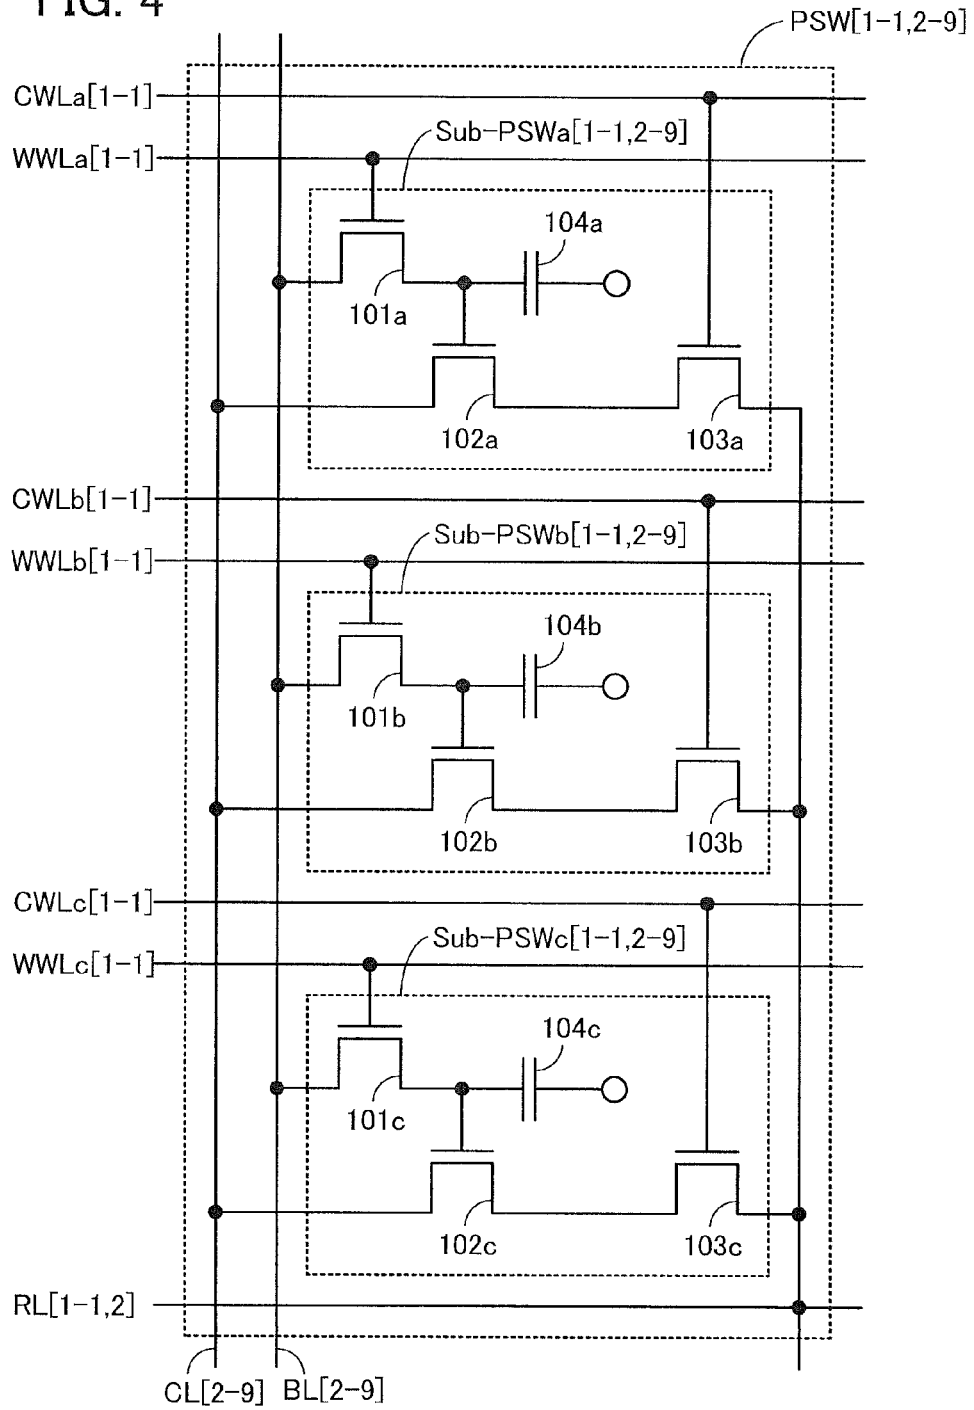 FIG. 4
PSW[1-1,2-9]
CWLa[1-1]
Sub-PSWa[1-1,2-9]
WWLa[1-1]
104a
101a
102a
103a
CWLb[1-1]
Sub-PSWb[1-1,2-9]
WWLb[1-1]
104b
101b
102b
103b
CWLc[1-1]
Sub-PSWc[1-1,2-9]
WWLc[1-1]
104c
101c
102c
103c
RL[1-1,2]
CL[2-9] BL[2-9]